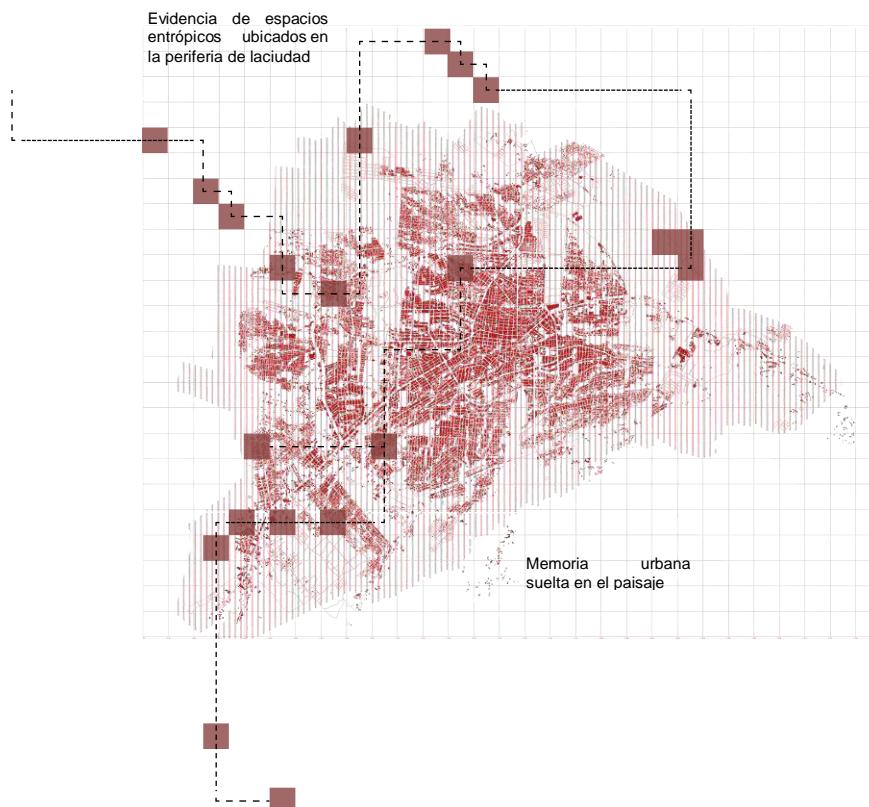 Evidencia de espacios
entrópicos ubicados en
la periferia de laciudad
Memoria urbana
suelta en el paisaje